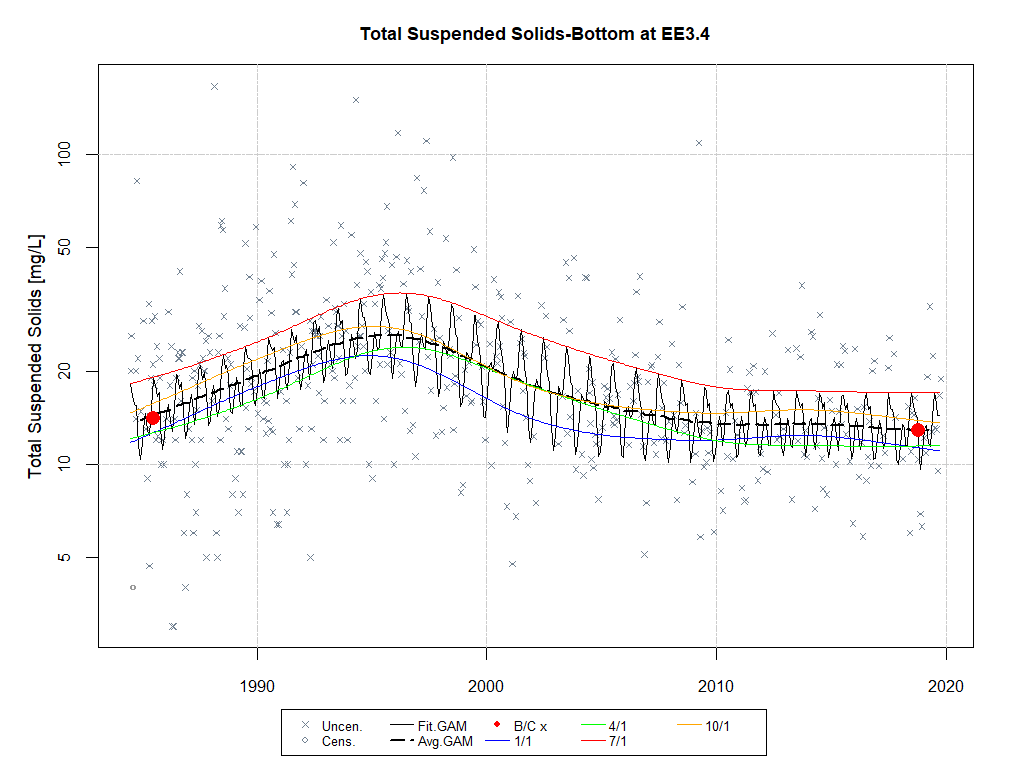 Total Suspended Solids-Bottom at EE3.4
Total Suspended Solids [mg/L]
100
50
20
10
5
1990 2000 2010 2020
Uncen. Fit.GAM B/C x 4/1 10/1
Cens. Avg.GAM 1/1 7/1